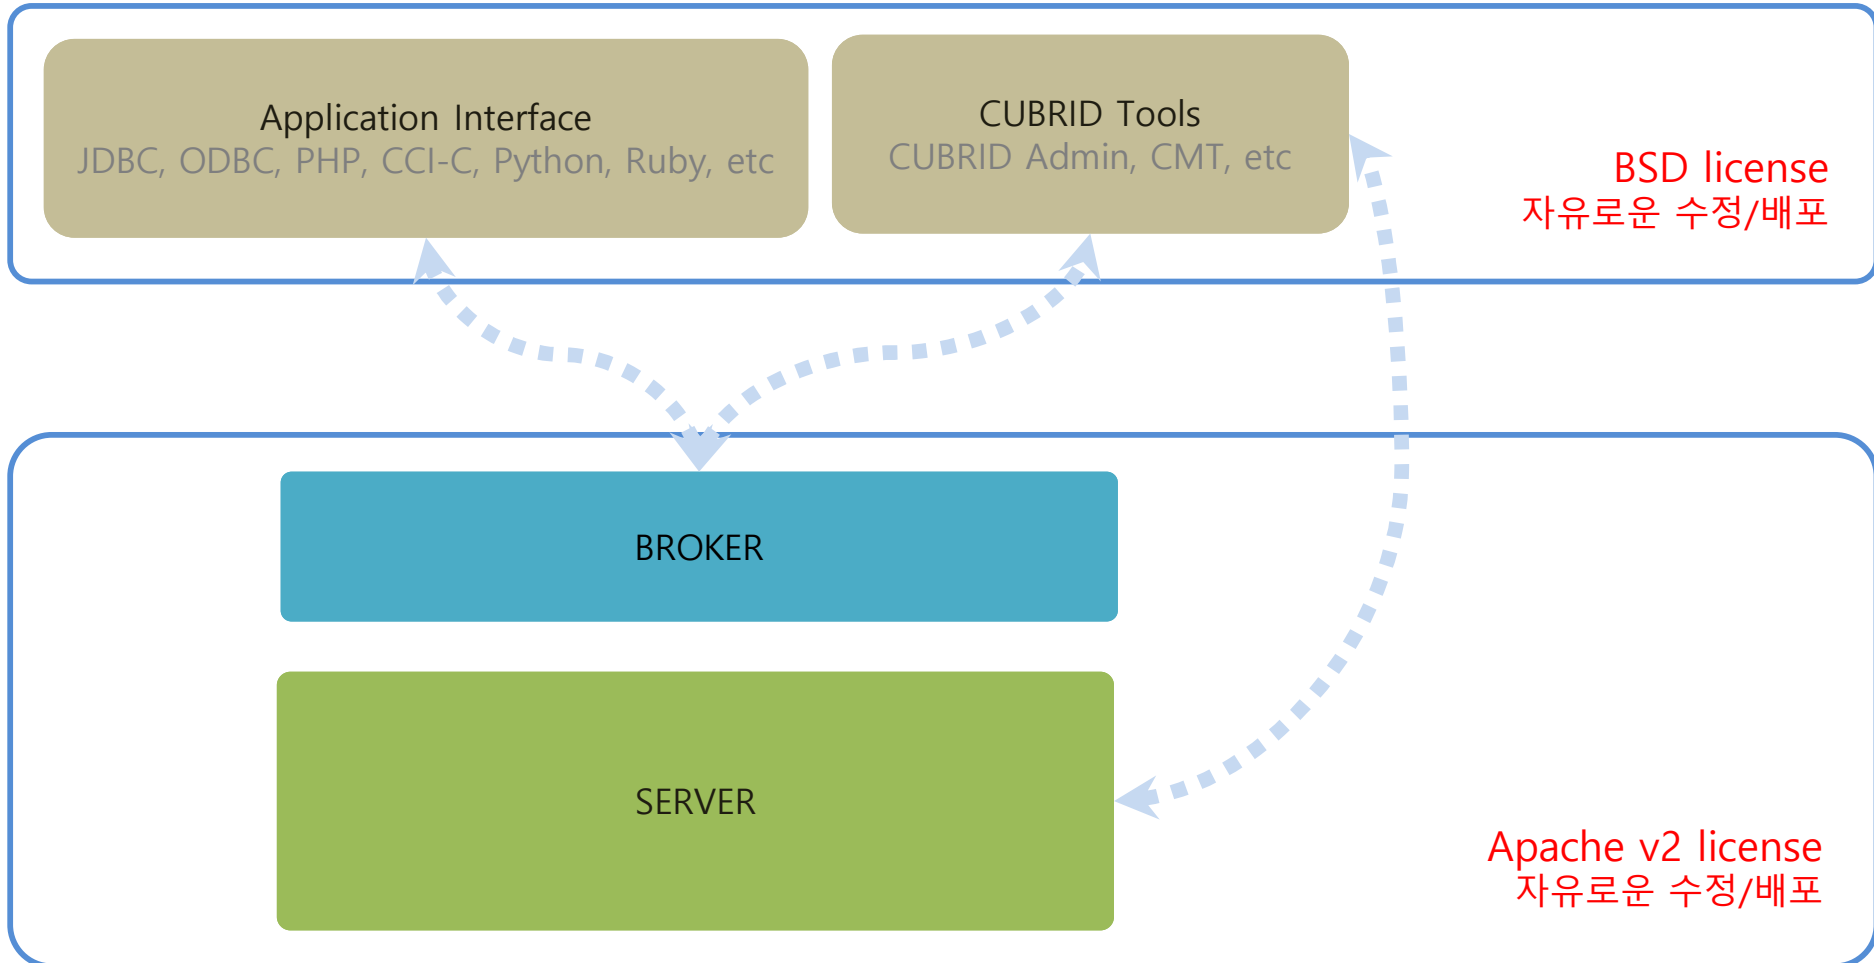 Application Interface
JDBC, ODBC, PHP, CCI-C, Python, Ruby, etc
CUBRID Tools
CUBRID Admin, CMT, etc
BSD license
자유로운 수정/배포
BROKER
SERVER
Apache v2 license
자유로운 수정/배포